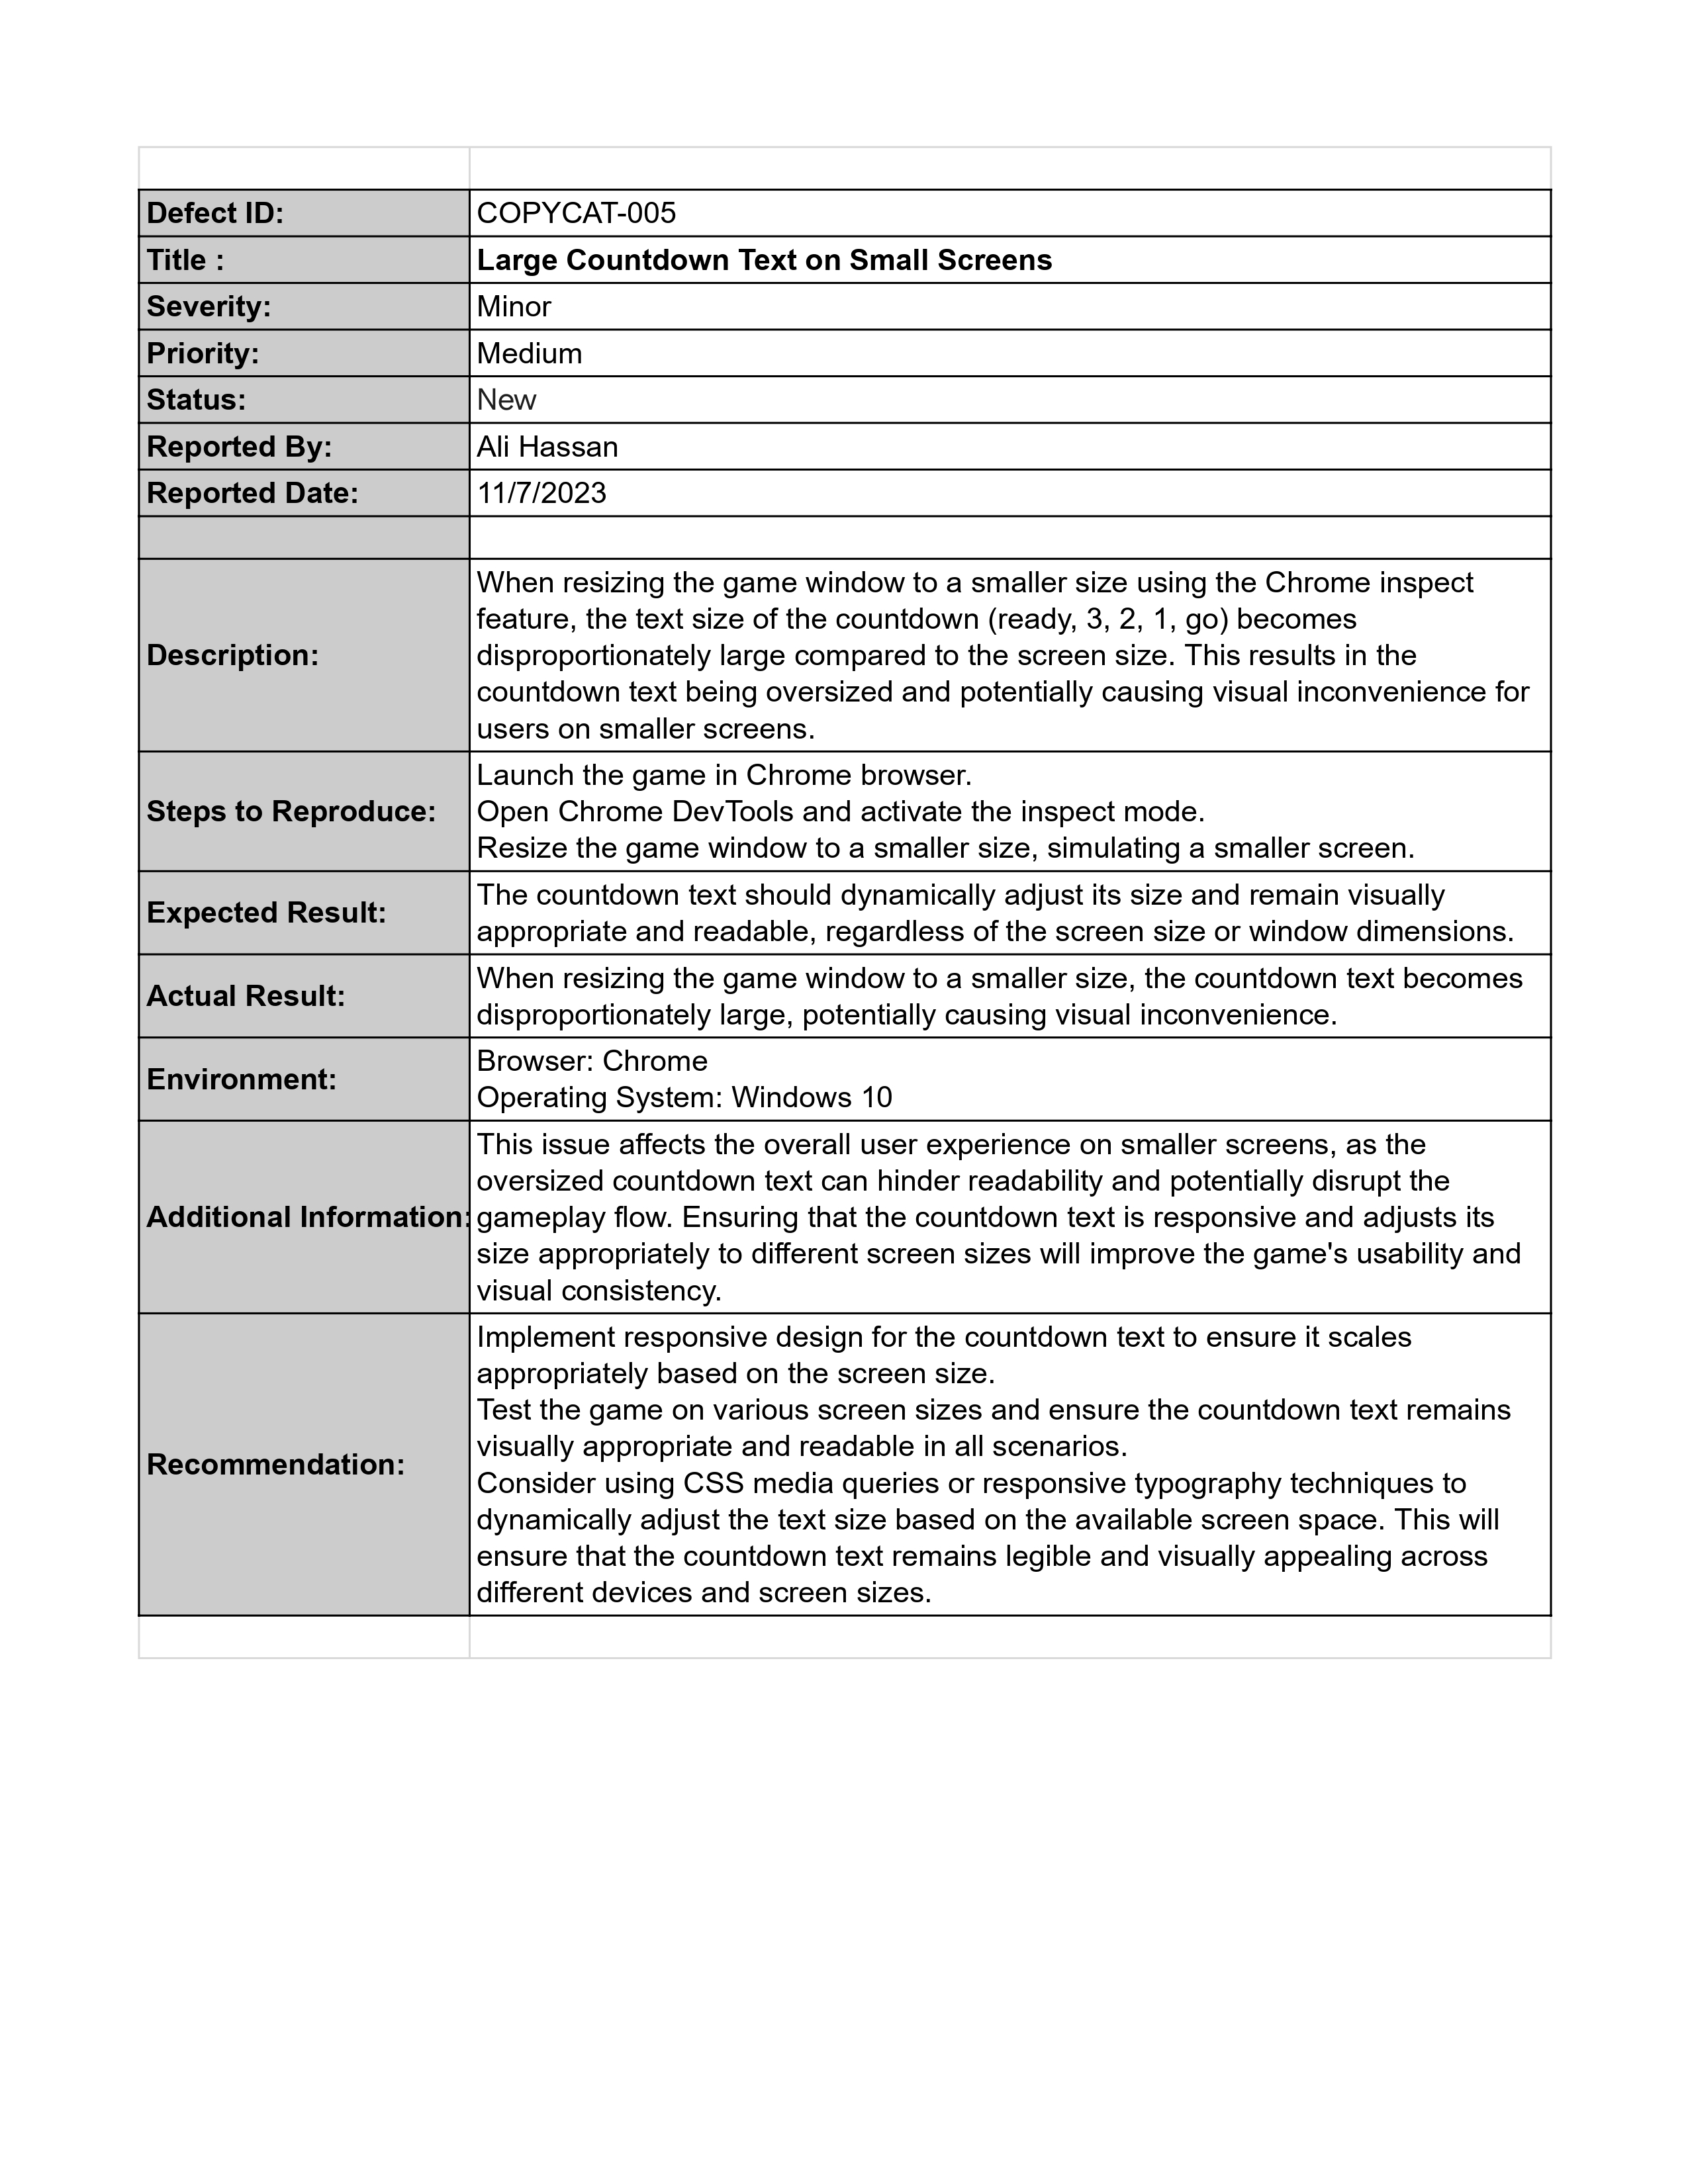 Defect ID: COPYCAT-005
Title : Large Countdown Text on Small Screens
Severity: Minor
Priority: Medium
Status: New
Reported By: Ali Hassan
Reported Date: 11/7/2023
Description:
When resizing the game window to a smaller size using the Chrome inspect
feature, the text size of the countdown (ready, 3, 2, 1, go) becomes
disproportionately large compared to the screen size. This results in the
countdown text being oversized and potentially causing visual inconvenience for
users on smaller screens.
Steps to Reproduce:
Launch the game in Chrome browser.
Open Chrome DevTools and activate the inspect mode.
Resize the game window to a smaller size, simulating a smaller screen.
Expected Result:
The countdown text should dynamically adjust its size and remain visually
appropriate and readable, regardless of the screen size or window dimensions.
Actual Result:
When resizing the game window to a smaller size, the countdown text becomes
disproportionately large, potentially causing visual inconvenience.
Environment:
Browser: Chrome
Operating System: Windows 10
Additional Information:
This issue affects the overall user experience on smaller screens, as the
oversized countdown text can hinder readability and potentially disrupt the
gameplay flow. Ensuring that the countdown text is responsive and adjusts its
size appropriately to different screen sizes will improve the game's usability and
visual consistency.
Recommendation:
Implement responsive design for the countdown text to ensure it scales
appropriately based on the screen size.
Test the game on various screen sizes and ensure the countdown text remains
visually appropriate and readable in all scenarios.
Consider using CSS media queries or responsive typography techniques to
dynamically adjust the text size based on the available screen space. This will
ensure that the countdown text remains legible and visually appealing across
different devices and screen sizes.